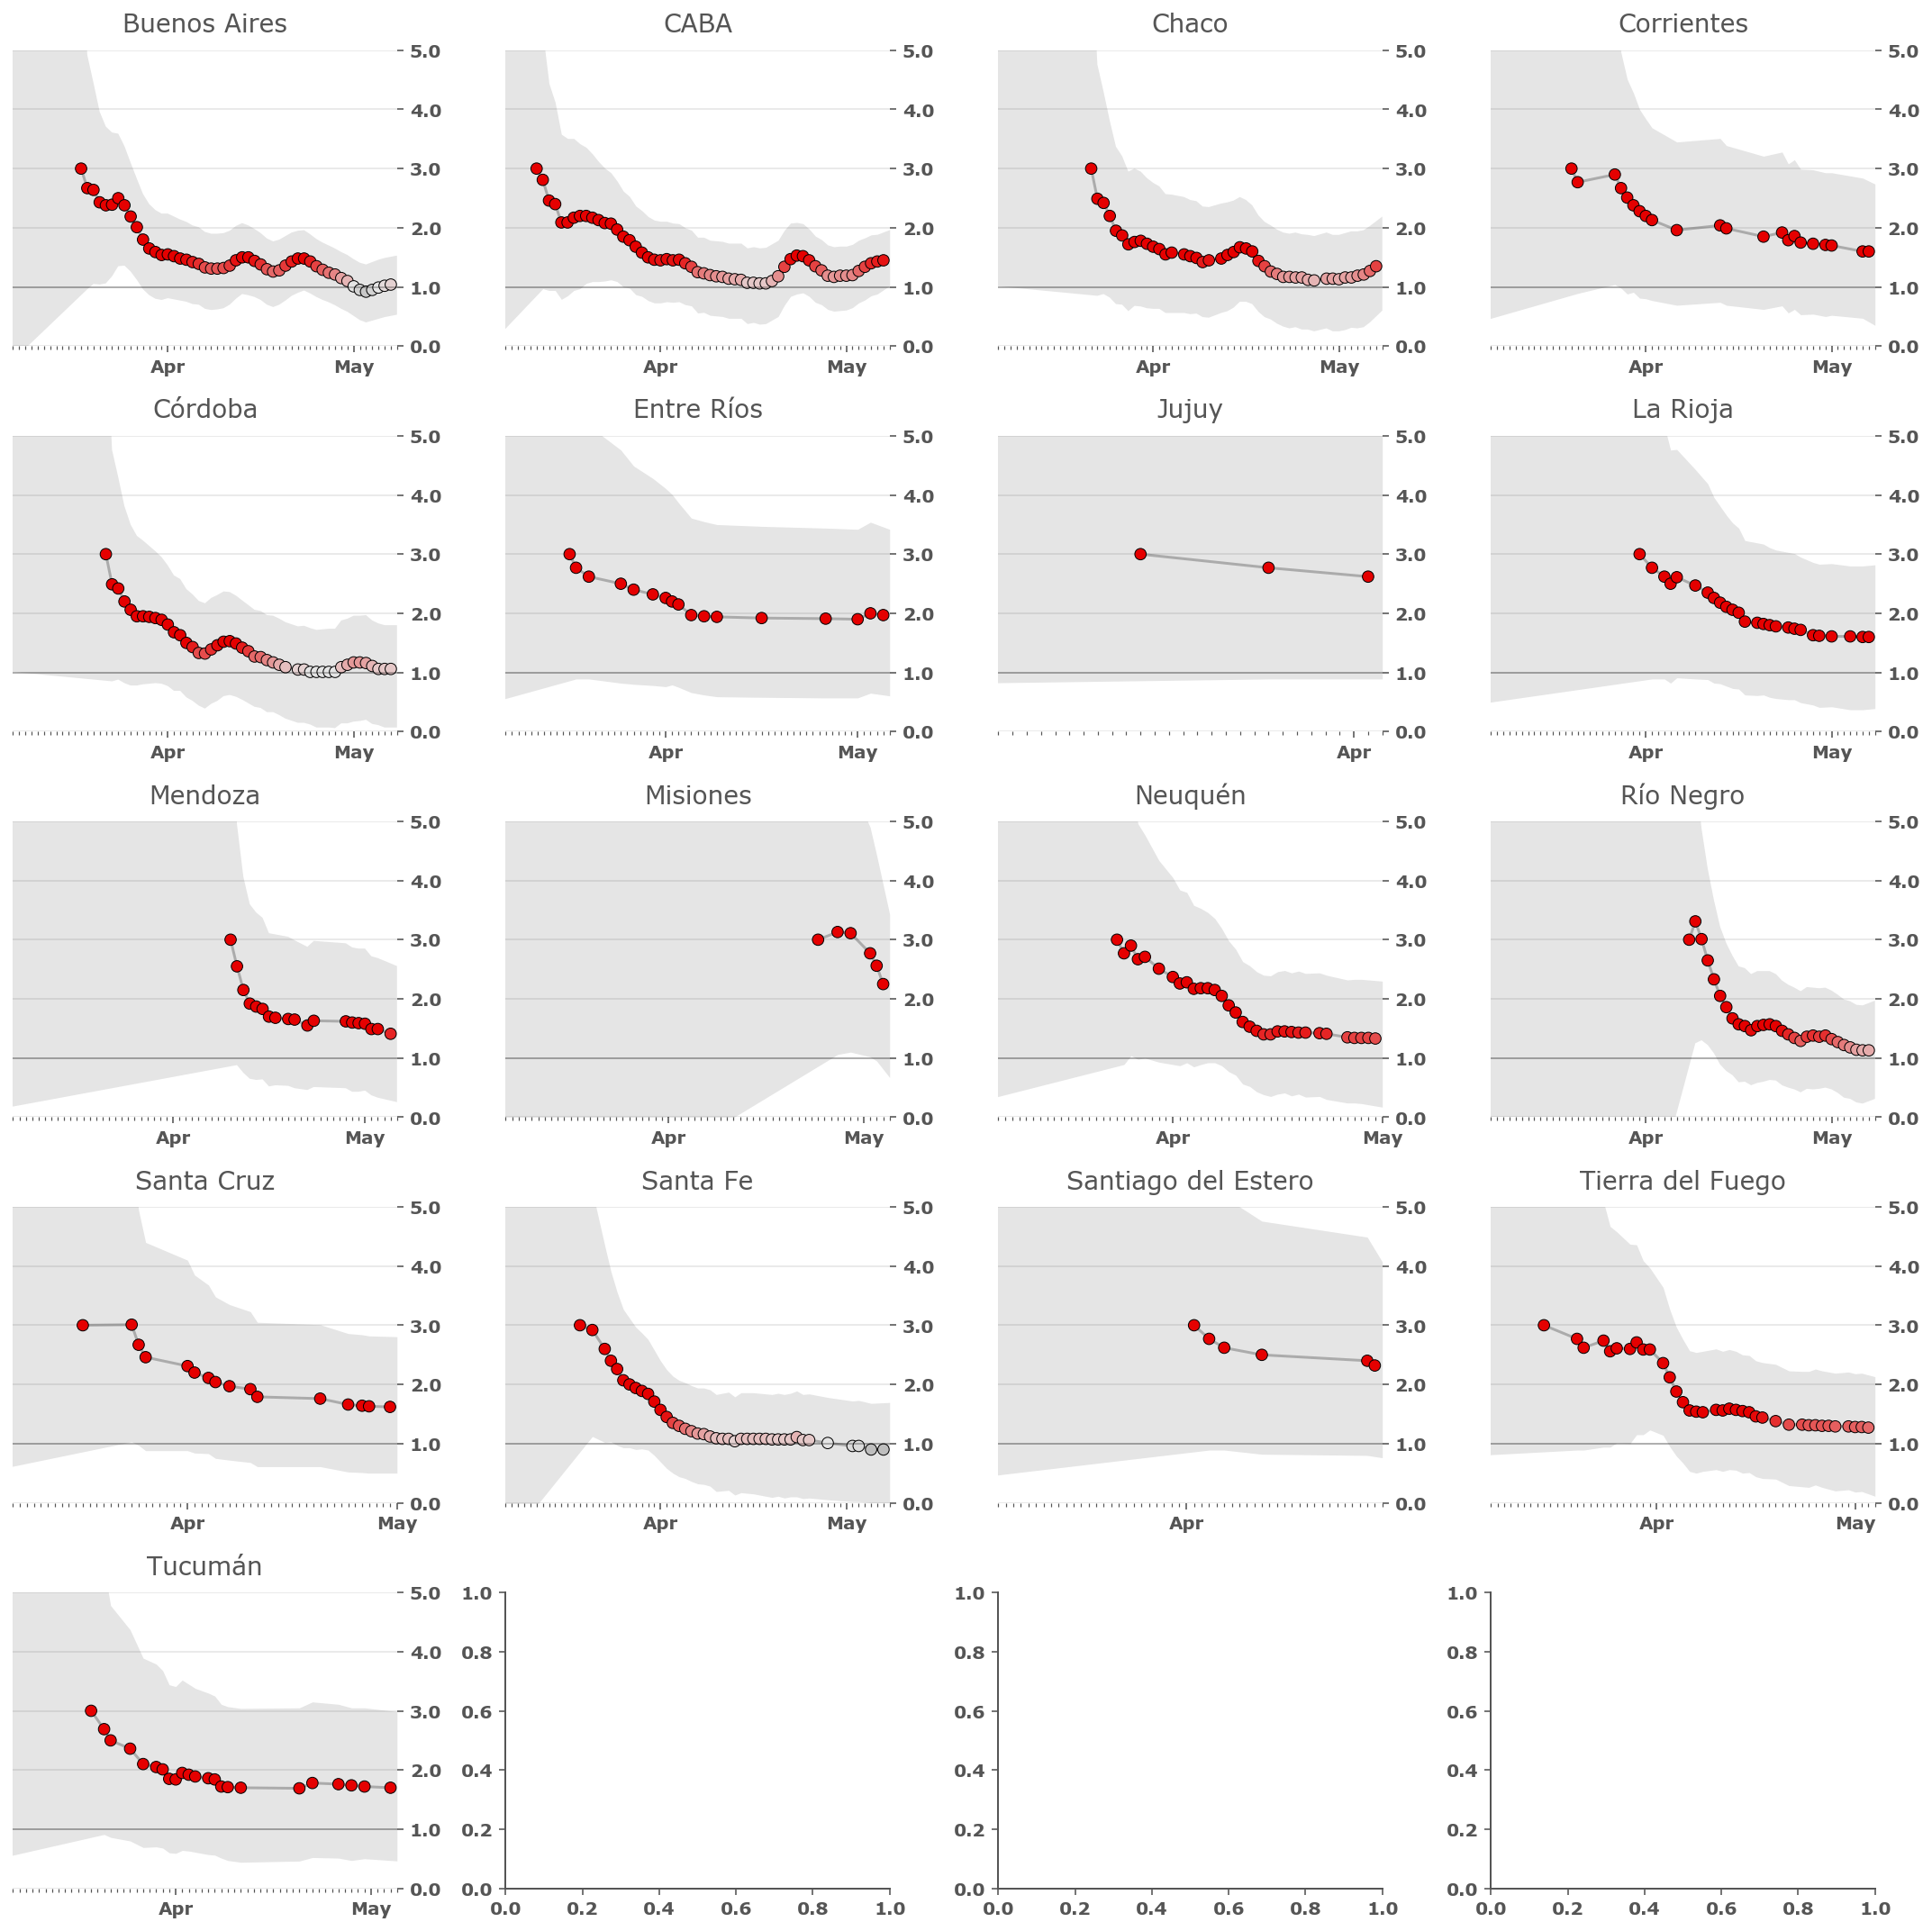 Buenos Aires CABA Chaco Corrientes
5.0 5.0 5.0 5.0
4.0 4.0 4.0 4.0
3.0 3.0 3.0 3.0
2.0 2.0 2.0 2.0
1.0 1.0 1.0 1.0
0.0 0.0 0.0 0.0
Apr May Apr May Apr May Apr May
Córdoba Entre Ríos Jujuy La Rioja
5.0 5.0 5.0 5.0
4.0 4.0 4.0 4.0
3.0 3.0 3.0 3.0
2.0 2.0 2.0 2.0
1.0 1.0 1.0 1.0
0.0 0.0 0.0 0.0
Apr May Apr May Apr Apr May
Mendoza Misiones Neuquén Río Negro
5.0 5.0 5.0 5.0
4.0 4.0 4.0 4.0
3.0 3.0 3.0 3.0
2.0 2.0 2.0 2.0
1.0 1.0 1.0 1.0
0.0 0.0 0.0 0.0
Apr May Apr May Apr May Apr May
Santa Cruz Santa Fe Santiago del Estero Tierra del Fuego
5.0 5.0 5.0 5.0
4.0 4.0 4.0 4.0
3.0 3.0 3.0 3.0
2.0 2.0 2.0 2.0
1.0 1.0 1.0 1.0
0.0 0.0 0.0 0.0
Apr May Apr May Apr Apr May
Tucumán
5.0 1.0 1.0 1.0
4.0 0.8 0.8 0.8
3.0 0.6 0.6 0.6
2.0 0.4 0.4 0.4
1.0 0.2 0.2 0.2
0.0 0.0 0.0 0.0
Apr May 0.0 0.2 0.4 0.6 0.8 1.0 0.0 0.2 0.4 0.6 0.8 1.0 0.0 0.2 0.4 0.6 0.8 1.0